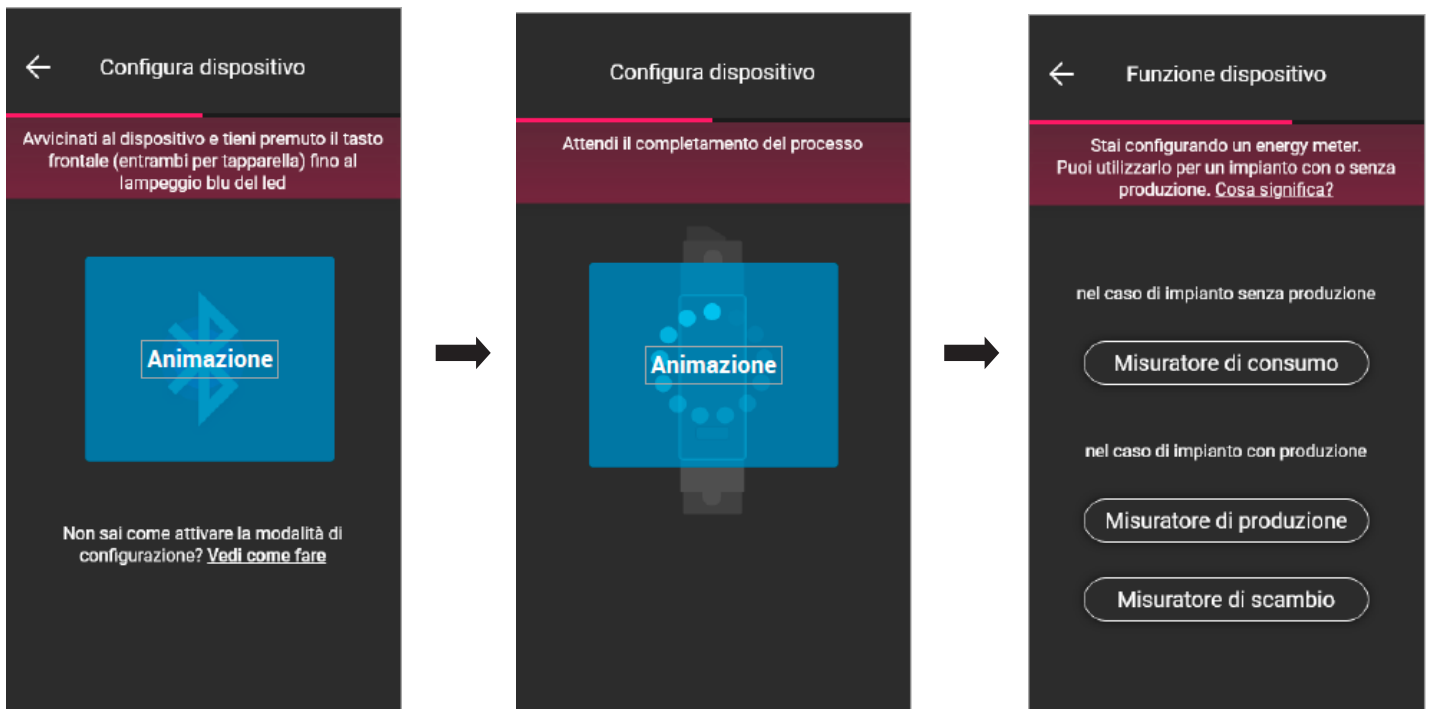 Configura dispositivo
Avvicinati al dispositivo e tieni premuto il tasto
frontale (entrambi per tapparella) fino al
lampeggio blu del led
Animazione
Non sai come attivare la modalità di
configurazione? Vedi come fare
Configura dispositivo
Attendi il completamento del processo
Animazione
Funzione dispositivo
Stai configurando un energy meter.
Puoi utilizzarlo per un impianto con o senza
produzione. Cosa significa?
nel caso di impianto senza produzione
Misuratore di consumo
nel caso di impianto con produzione
Misuratore di produzione
Misuratore di scambio